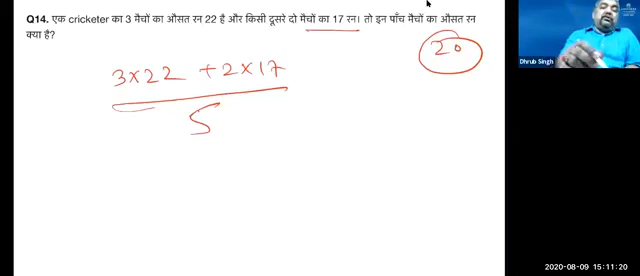 Q14. एक cricketer का 3 मैचों का औसत रन 22 है और किसी दूसरे दो मैचों का 17 रन। तो इन पाँच मैचों का औसत रन
क्या है?
20
3 x 22 + 2 x 17
5
Dhrub Singh
2020-08-09 15:11:20